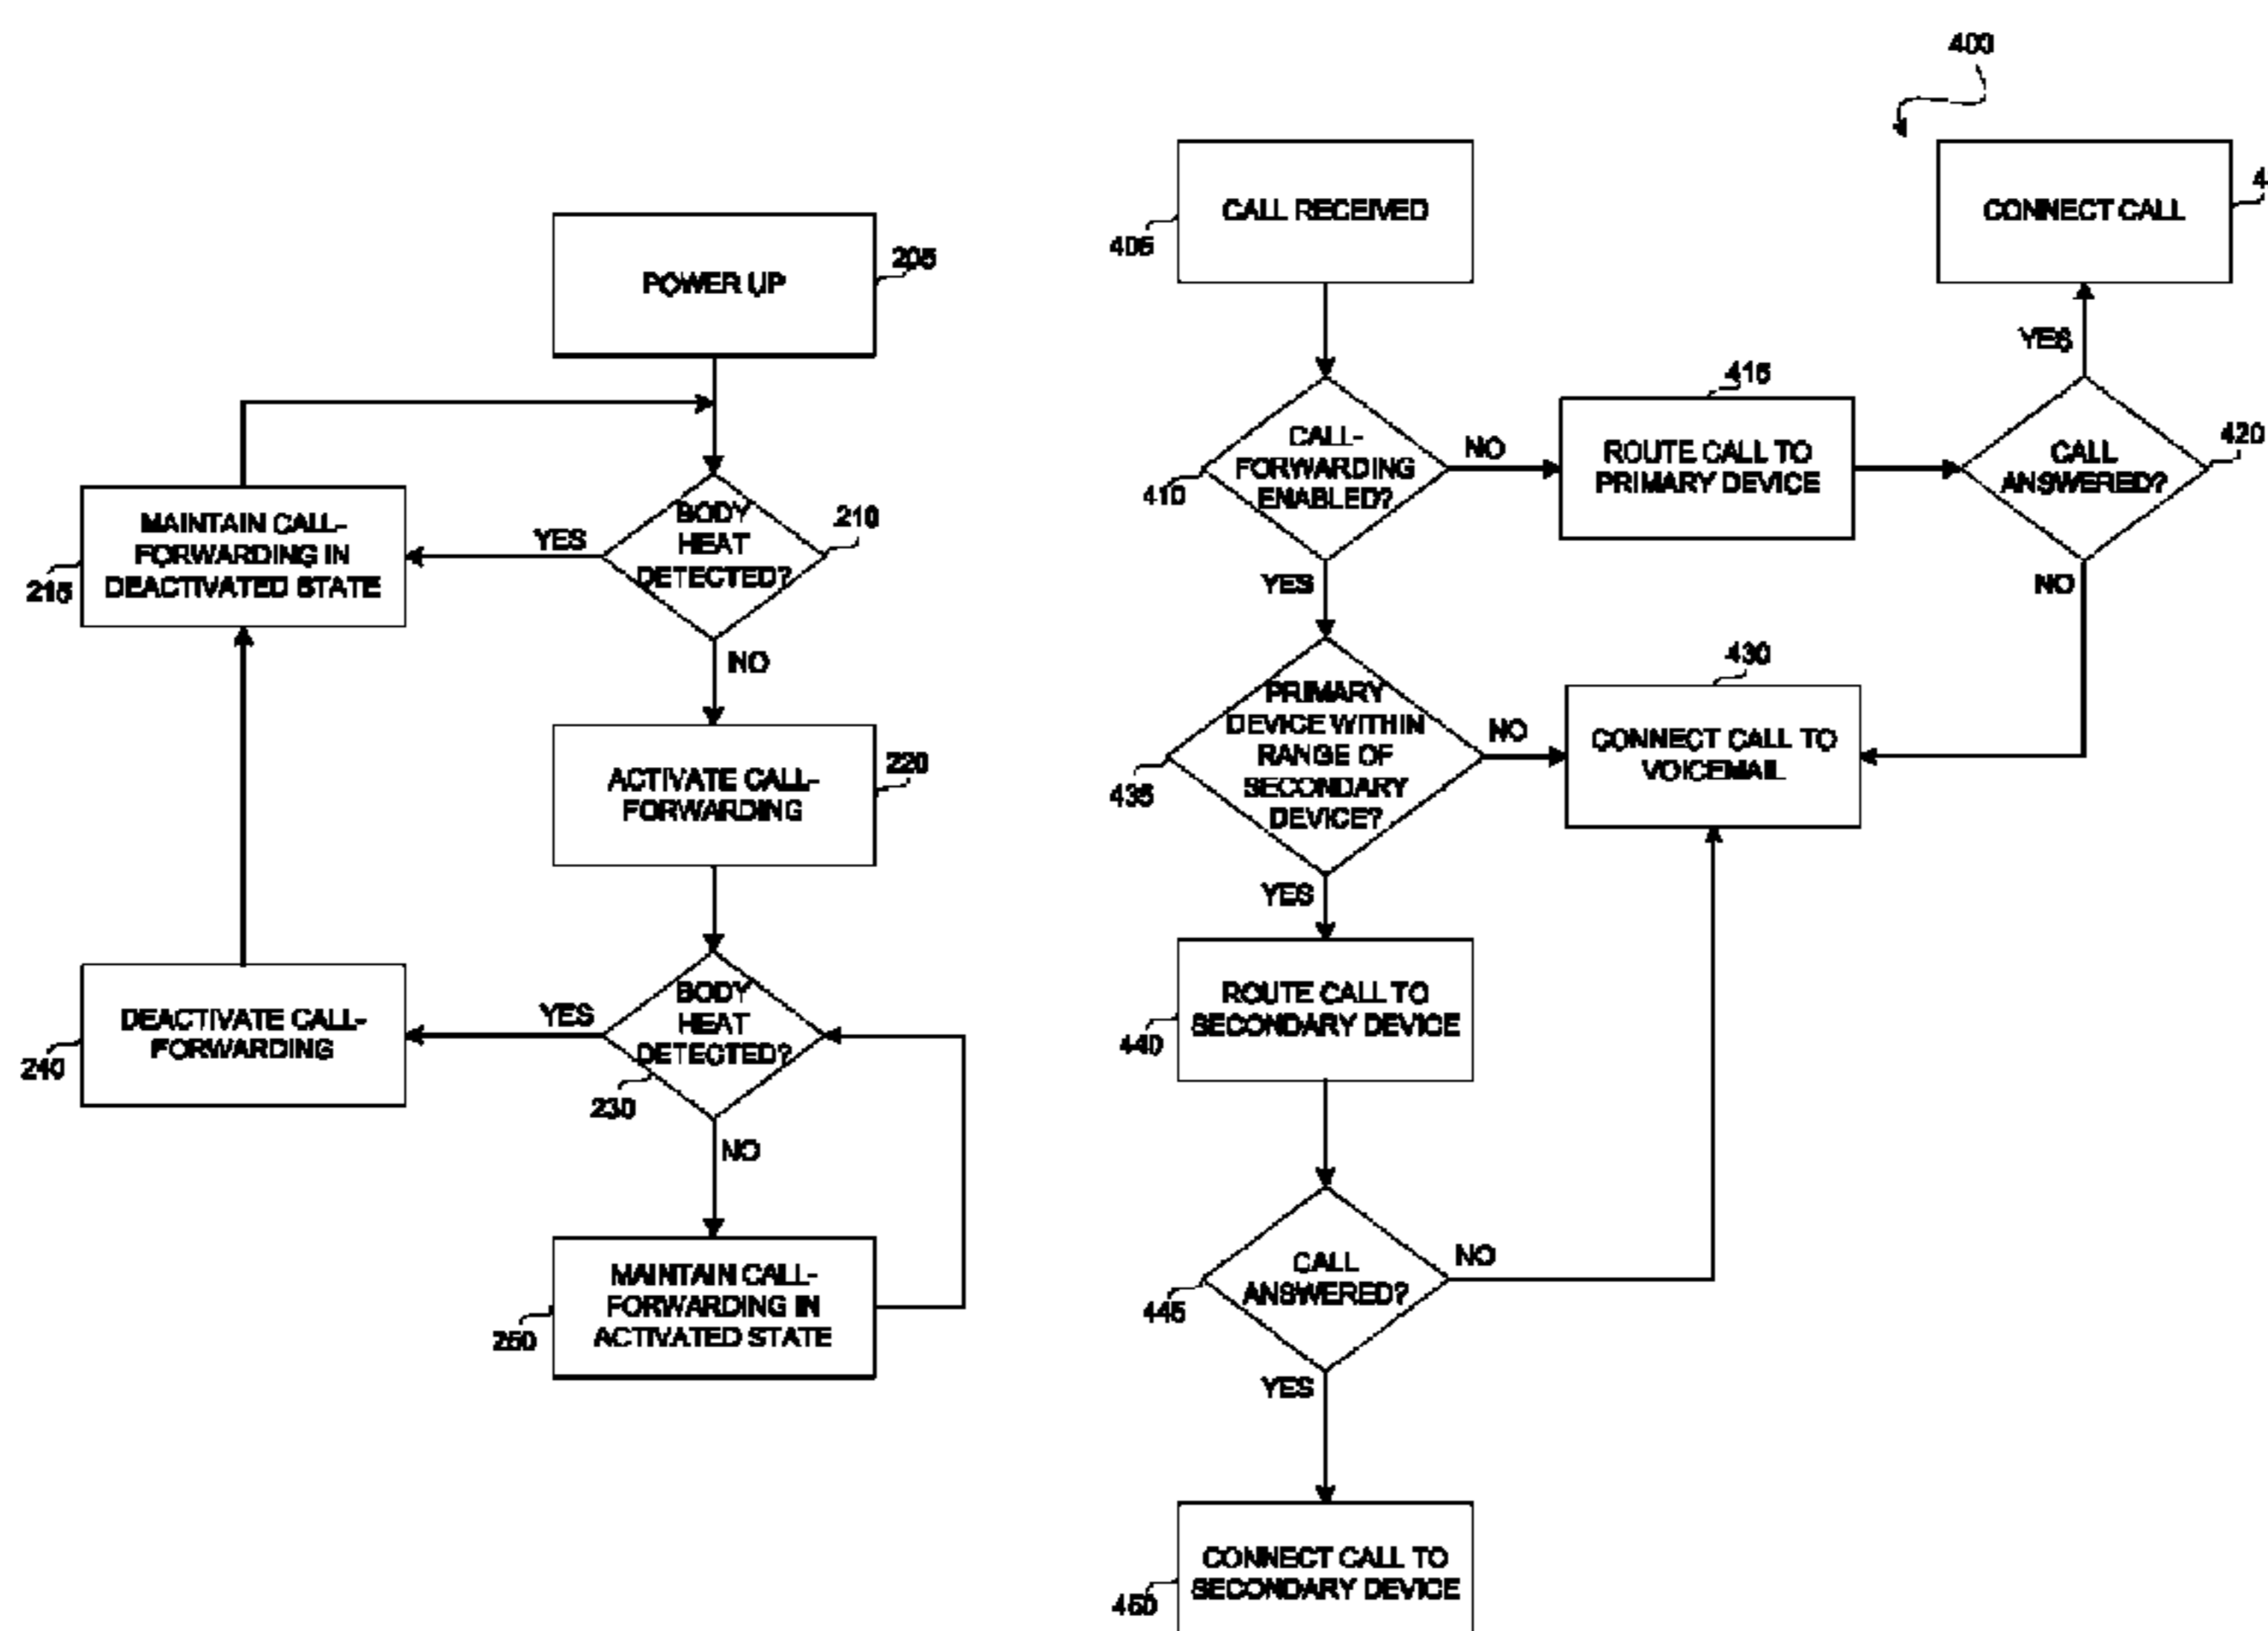 POWER UP
205
BODY
HEAT
DETECTED?
210
YES
NO
MAINTAIN CALL-
FORWARDING IN
DEACTIVATED STATE
215
ACTIVATE CALL-
FORWARDING
220
BODY
HEAT
DETECTED?
230
YES
NO
DEACTIVATE CALL-
FORWARDING
240
MAINTAIN CALL-
FORWARDING IN
ACTIVATED STATE
250
400
CALL RECEIVED
405
CALL-
FORWARDING
ENABLED?
410
NO
YES
ROUTE CALL TO
PRIMARY DEVICE
415
CALL
ANSWERED?
420
YES
NO
CONNECT CALL
4
PRIMARY
DEVICE WITHIN
RANGE OF
SECONDARY
DEVICE?
435
NO
YES
CONNECT CALL TO
VOICEMAIL
430
ROUTE CALL TO
SECONDARY DEVICE
440
CALL
ANSWERED?
445
NO
YES
CONNECT CALL TO
SECONDARY DEVICE
450